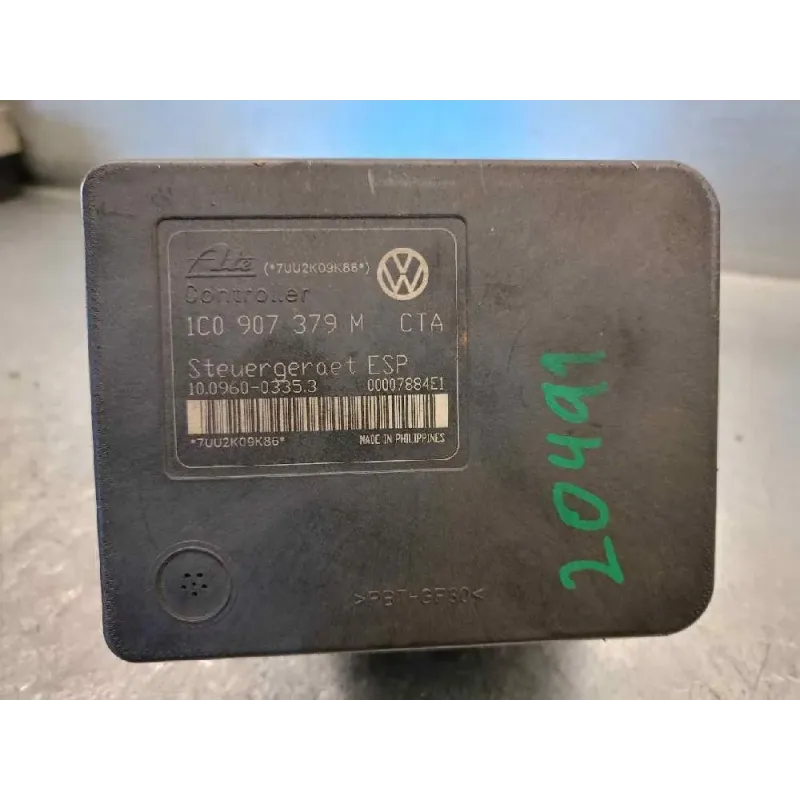 Ate (*7UU2K09K86*)
Controller
1C0 907 379 M CTA
Steuergeraet ESP
10.0960-0335.3 00007884E1
*7UU2K09K86*
MADE IN PHILIPPINES
>PBT-GF30<
20491